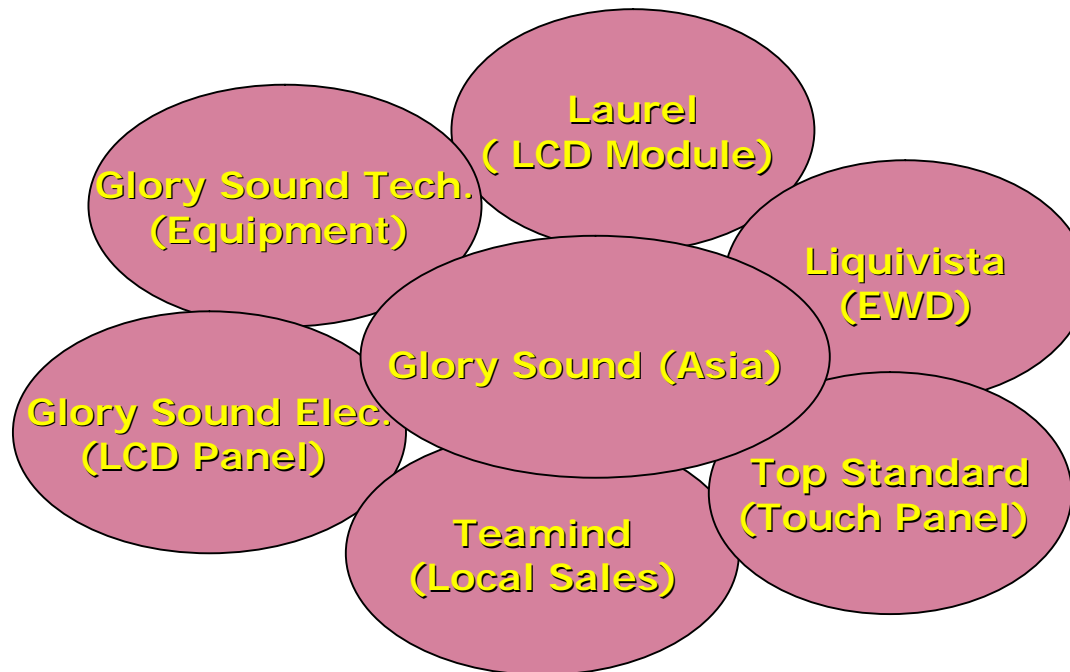 Laurel
( LCD Module)
Glory Sound Tech.
(Equipment)
Liquivista
(EWD)
Glory Sound (Asia)
Glory Sound Elec.
(LCD Panel)
Top Standard
(Touch Panel)
Teamind
(Local Sales)